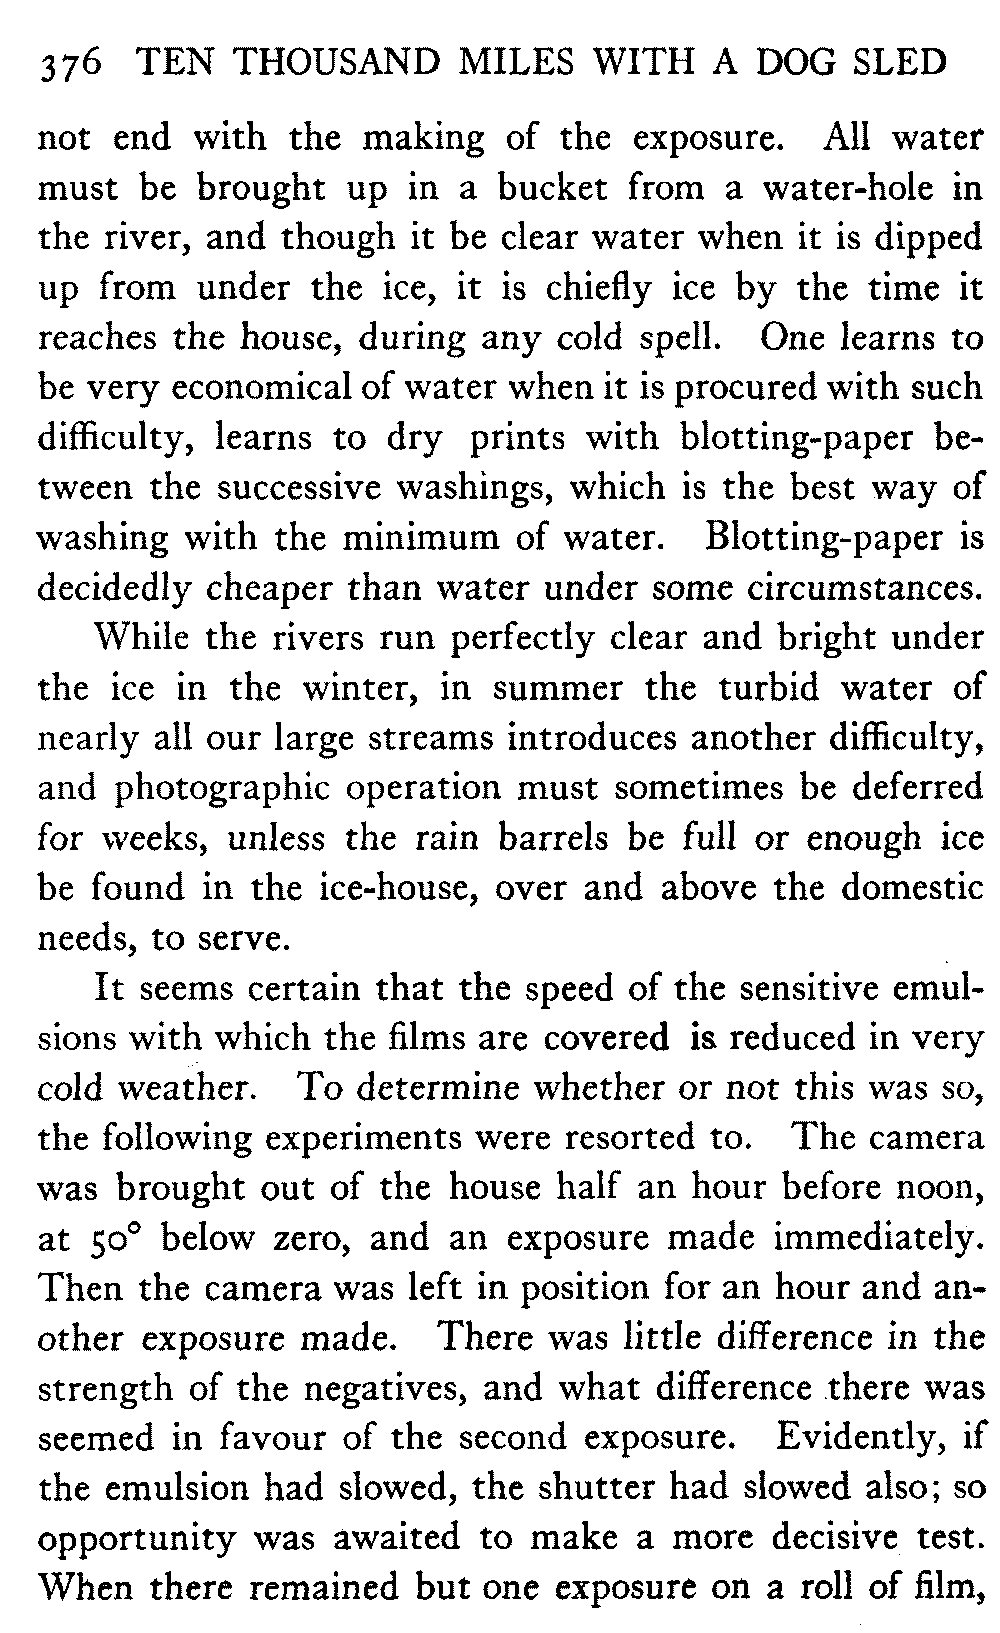 376 TEN THOUSAND MILES WITH A DOG SLED
not end with the making of the exposure. All water
must be brought up in a bucket from a water-hole in
the river, and though it be clear water when it is dipped
up from under the ice, it is chiefly ice by the time it
reaches the house, during any cold spell. One learns to
be very economical of water when it is procured with such
difficulty, learns to dry prints with blotting-paper be-
tween the successive washings, which is the best way of
washing with the minimum of water. Blotting-paper is
decidedly cheaper than water under some circumstances.
While the rivers run perfectly clear and bright under
the ice in the winter, in summer the turbid water of
nearly all our large streams introduces another difficulty,
and photographic operation must sometimes be deferred
for weeks, unless the rain barrels be full or enough ice
be found in the ice-house, over and above the domestic
needs, to serve.
It seems certain that the speed of the sensitive emul-
sions with which the films are covered is reduced in very
cold weather. To determine whether or not this was so,
the following experiments were resorted to. The camera
was brought out of the house half an hour before noon,
at 50° below zero, and an exposure made immediately.
Then the camera was left in position for an hour and an-
other exposure made. There was little difference in the
strength of the negatives, and what difference there was
seemed in favour of the second exposure. Evidently, if
the emulsion had slowed, the shutter had slowed also; so
opportunity was awaited to make a more decisive test.
When there remained but one exposure on a roll of film,